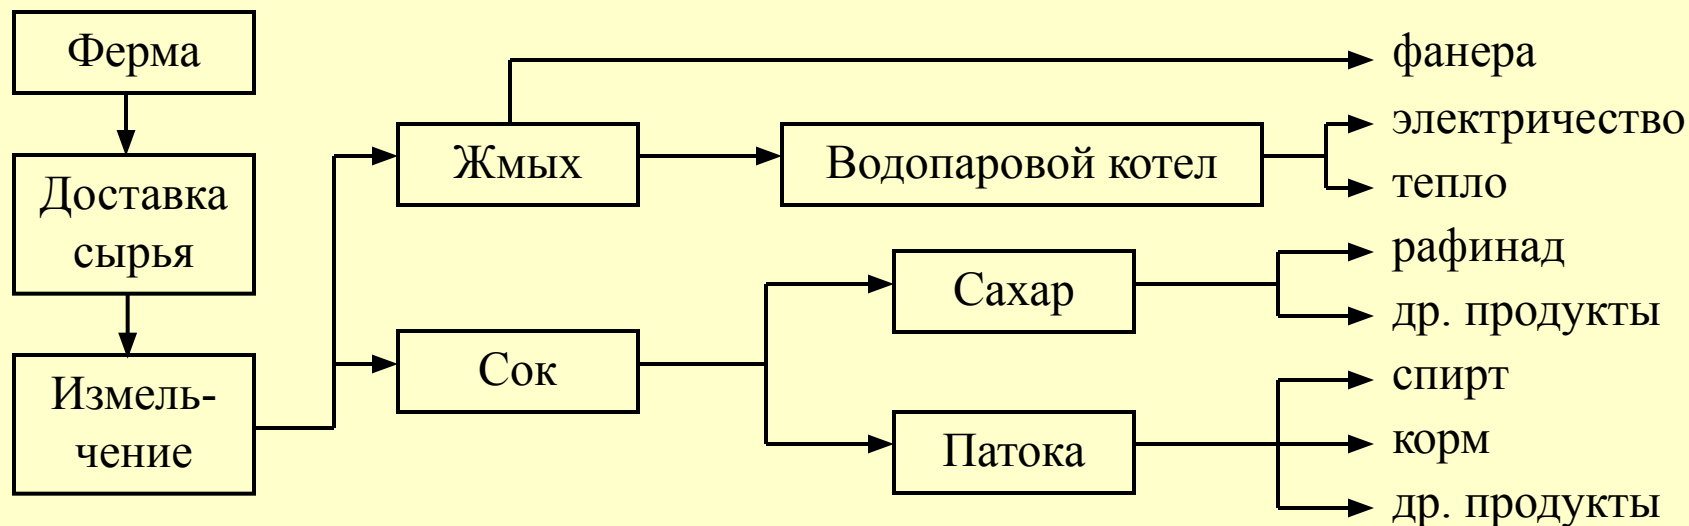 Ферма
Доставка
сырья
Измель-
чение
Жмых
Водопаровой котел
Сок
Сахар
Патока
фанера
электричество
тепло
рафинад
др. продукты
спирт
корм
др. продукты